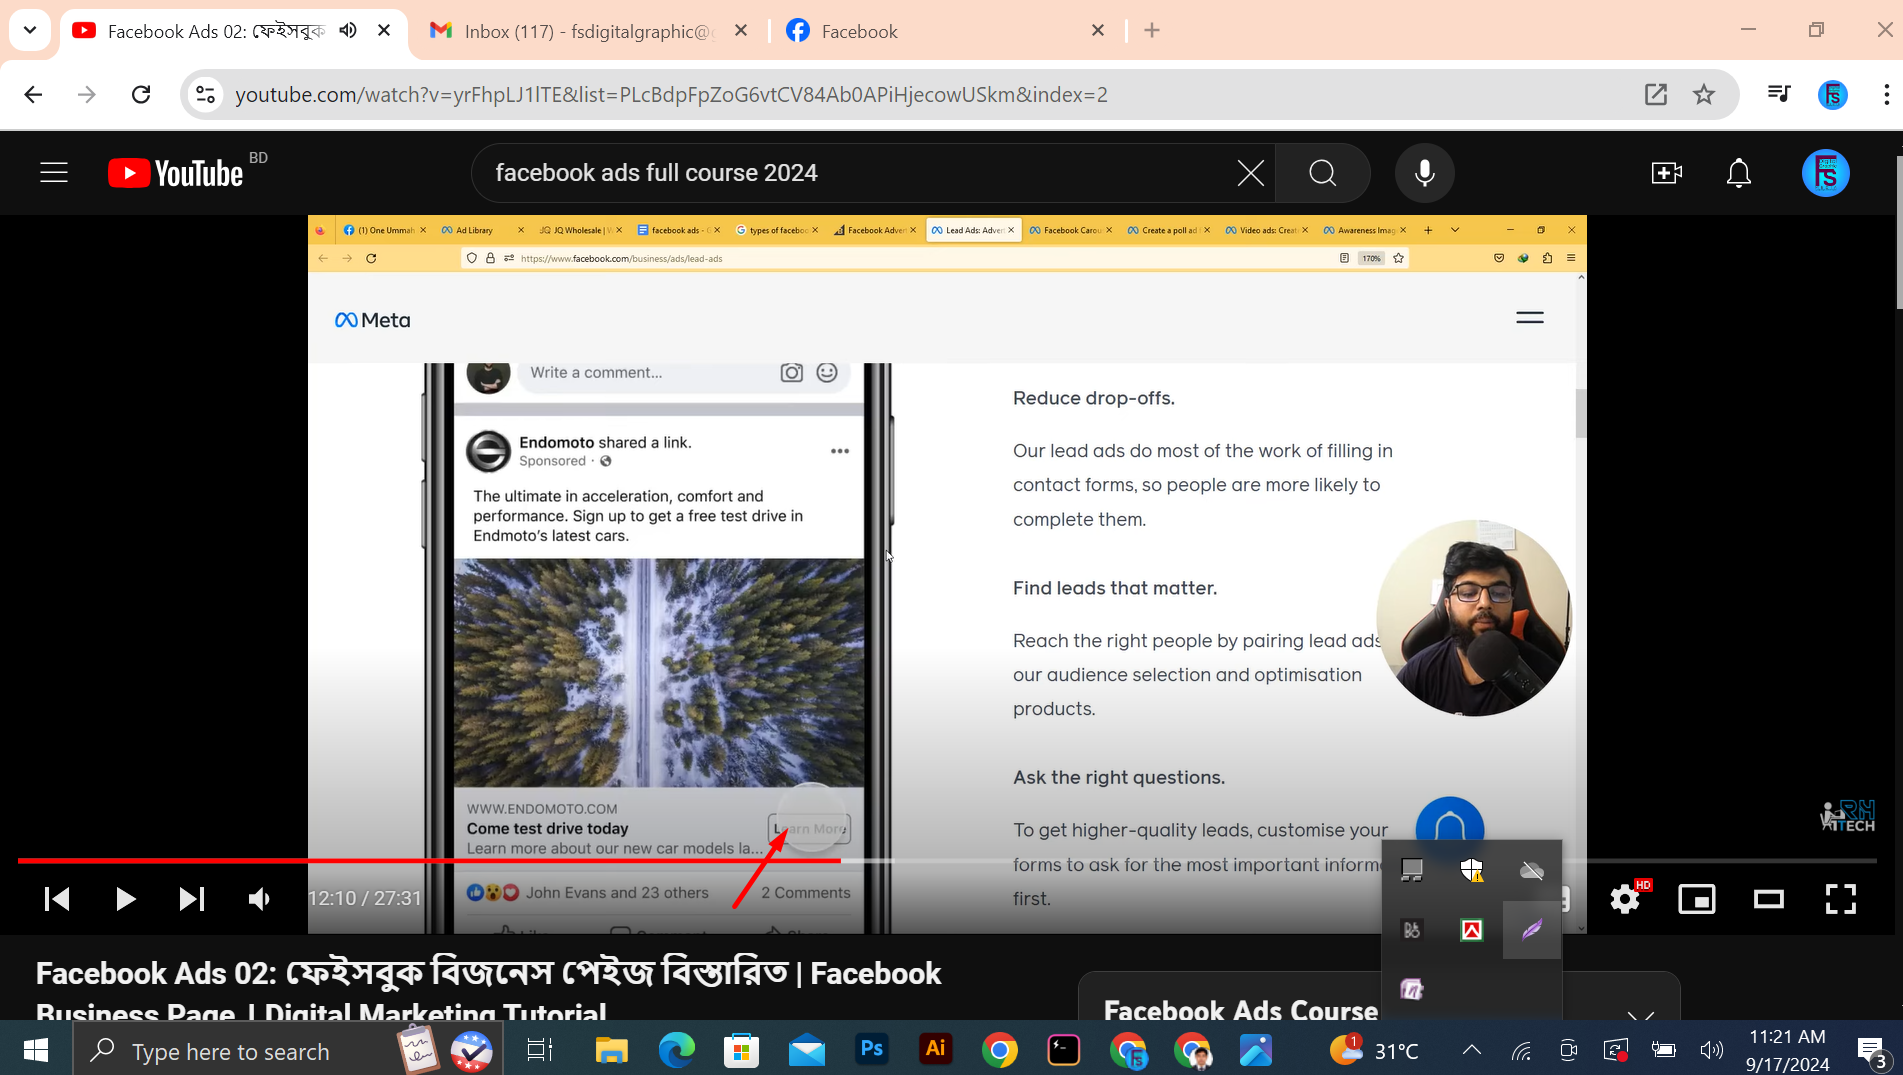 Facebook Ads 02: ফেইসবুক
Inbox (117) - fsdigitalgraphic@
Facebook
youtube.com/watch?v=yrFhpLJ1lTE&list=PLcBdpFpZoG6vtCV84Ab0APiHjecowUSkm&index=2
YouTube BD
facebook ads full course 2024
(1) One Ummah
Ad Library
JQ JQ Wholesale | W
facebook ads - G
types of faceboo
Facebook Advert
Lead Ads: Advert
Facebook Carou
Create a poll ad
Video ads: Creat
Awareness Imag
https://www.facebook.com/business/ads/lead-ads
170%
Meta
Write a comment...
Endomoto shared a link.
Sponsored ·
The ultimate in acceleration, comfort and
performance. Sign up to get a free test drive in
Endmoto's latest cars.
WWW.ENDOMOTO.COM
Come test drive today
Learn More
Learn more about our new car models la...
John Evans and 23 others
2 Comments
Reduce drop-offs.
Our lead ads do most of the work of filling in
contact forms, so people are more likely to
complete them.
Find leads that matter.
Reach the right people by pairing lead ads
our audience selection and optimisation
products.
Ask the right questions.
To get higher-quality leads, customise your
forms to ask for the most important inform
first.
RH
TECH
12:10 / 27:31
HD
Facebook Ads 02: ফেইসবুক বিজনেস পেইজ বিস্তারিত | Facebook
Business Page | Digital Marketing Tutorial
Facebook Ads Course
Type here to search
Ps
Ai
1
31°C
11:21 AM
9/17/2024
3